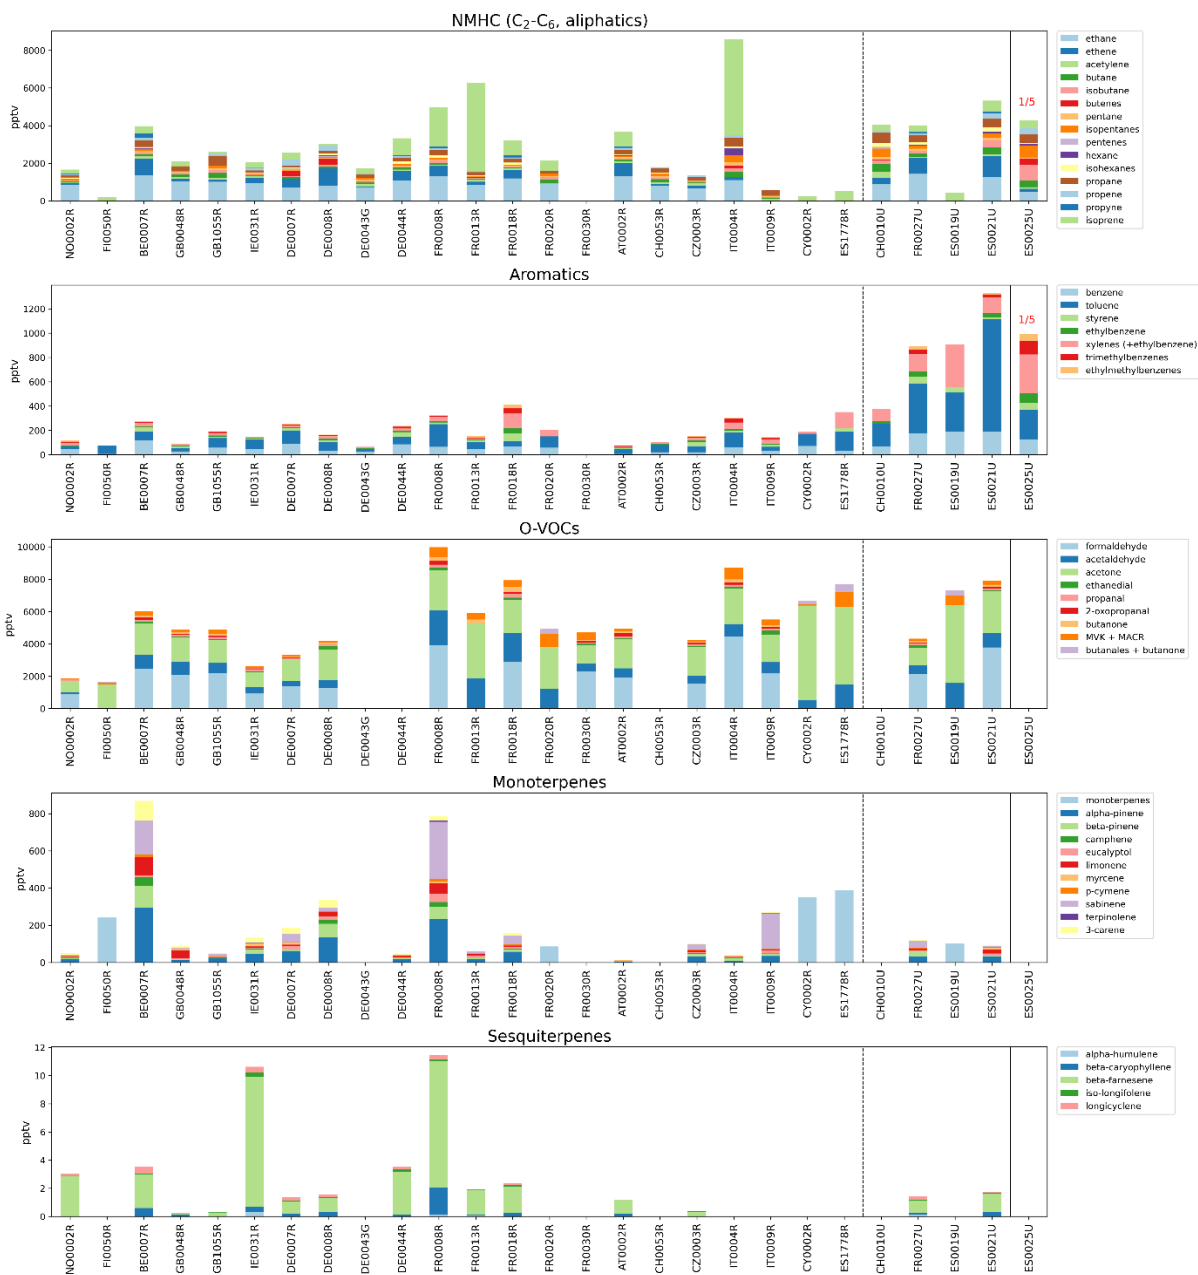 NMHC (C2-C6, aliphatics)
8000
6000
4000
2000
0
pptv
1/5
NO0002R FI0050R BE0007R GB0048R GB1055R IE0031R DE0007R DE0008R DE0043G DE0044R FR0008R FR0013R FR0018R FR0020R FR0030R AT0002R CH0053R CZ0003R IT0004R IT0009R CY0002R ES1778R CH0010U FR0027U ES0019U ES0021U ES0025U
ethane
ethene
acetylene
butane
isobutane
butenes
pentane
isopentanes
pentenes
hexane
isohexanes
propane
propene
propyne
isoprene
Aromatics
1200
1000
800
600
400
200
0
pptv
1/5
NO0002R FI0050R BE0007R GB0048R GB1055R IE0031R DE0007R DE0008R DE0043G DE0044R FR0008R FR0013R FR0018R FR0020R FR0030R AT0002R CH0053R CZ0003R IT0004R IT0009R CY0002R ES1778R CH0010U FR0027U ES0019U ES0021U ES0025U
benzene
toluene
styrene
ethylbenzene
xylenes (+ethylbenzene)
trimethylbenzenes
ethylmethylbenzenes
O-VOCs
10000
8000
6000
4000
2000
0
pptv
NO0002R FI0050R BE0007R GB0048R GB1055R IE0031R DE0007R DE0008R DE0043G DE0044R FR0008R FR0013R FR0018R FR0020R FR0030R AT0002R CH0053R CZ0003R IT0004R IT0009R CY0002R ES1778R CH0010U FR0027U ES0019U ES0021U ES0025U
formaldehyde
acetaldehyde
acetone
ethanedial
propanal
2-oxopropanal
butanone
MVK + MACR
butanales + butanone
Monoterpenes
800
600
400
200
0
pptv
NO0002R FI0050R BE0007R GB0048R GB1055R IE0031R DE0007R DE0008R DE0043G DE0044R FR0008R FR0013R FR0018R FR0020R FR0030R AT0002R CH0053R CZ0003R IT0004R IT0009R CY0002R ES1778R CH0010U FR0027U ES0019U ES0021U ES0025U
monoterpenes
alpha-pinene
beta-pinene
camphene
eucalyptol
limonene
myrcene
p-cymene
sabinene
terpinolene
3-carene
Sesquiterpenes
12
10
8
6
4
2
0
pptv
NO0002R FI0050R BE0007R GB0048R GB1055R IE0031R DE0007R DE0008R DE0043G DE0044R FR0008R FR0013R FR0018R FR0020R FR0030R AT0002R CH0053R CZ0003R IT0004R IT0009R CY0002R ES1778R CH0010U FR0027U ES0019U ES0021U ES0025U
alpha-humulene
beta-caryophyllene
beta-farnesene
iso-longifolene
longicyclene